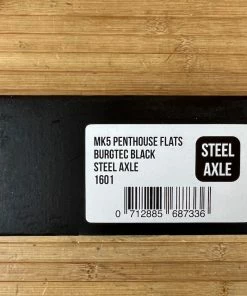 MK5 PENTHOUSE FLATS
BURGTEC BLACK
STEEL AXLE
1601
STEEL
AXLE
0 712885 687336